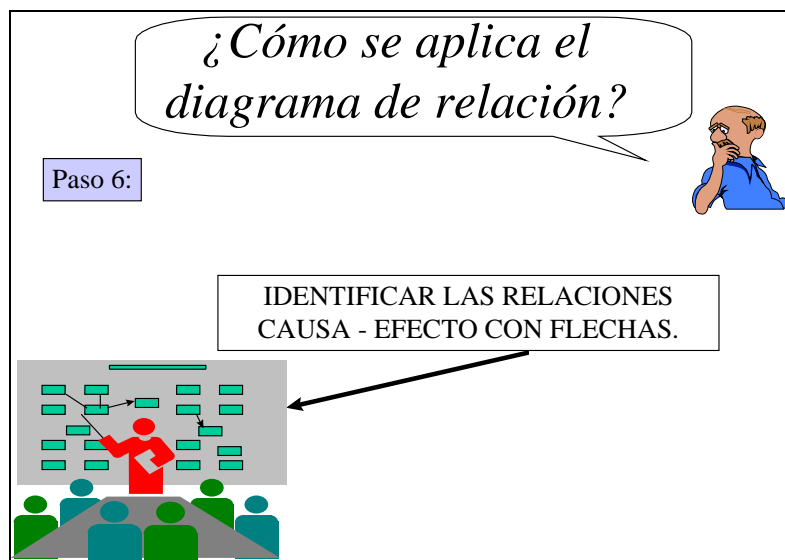 ¿Cómo se aplica el
diagrama de relación?
Paso 6:
IDENTIFICAR LAS RELACIONES
CAUSA - EFECTO CON FLECHAS.